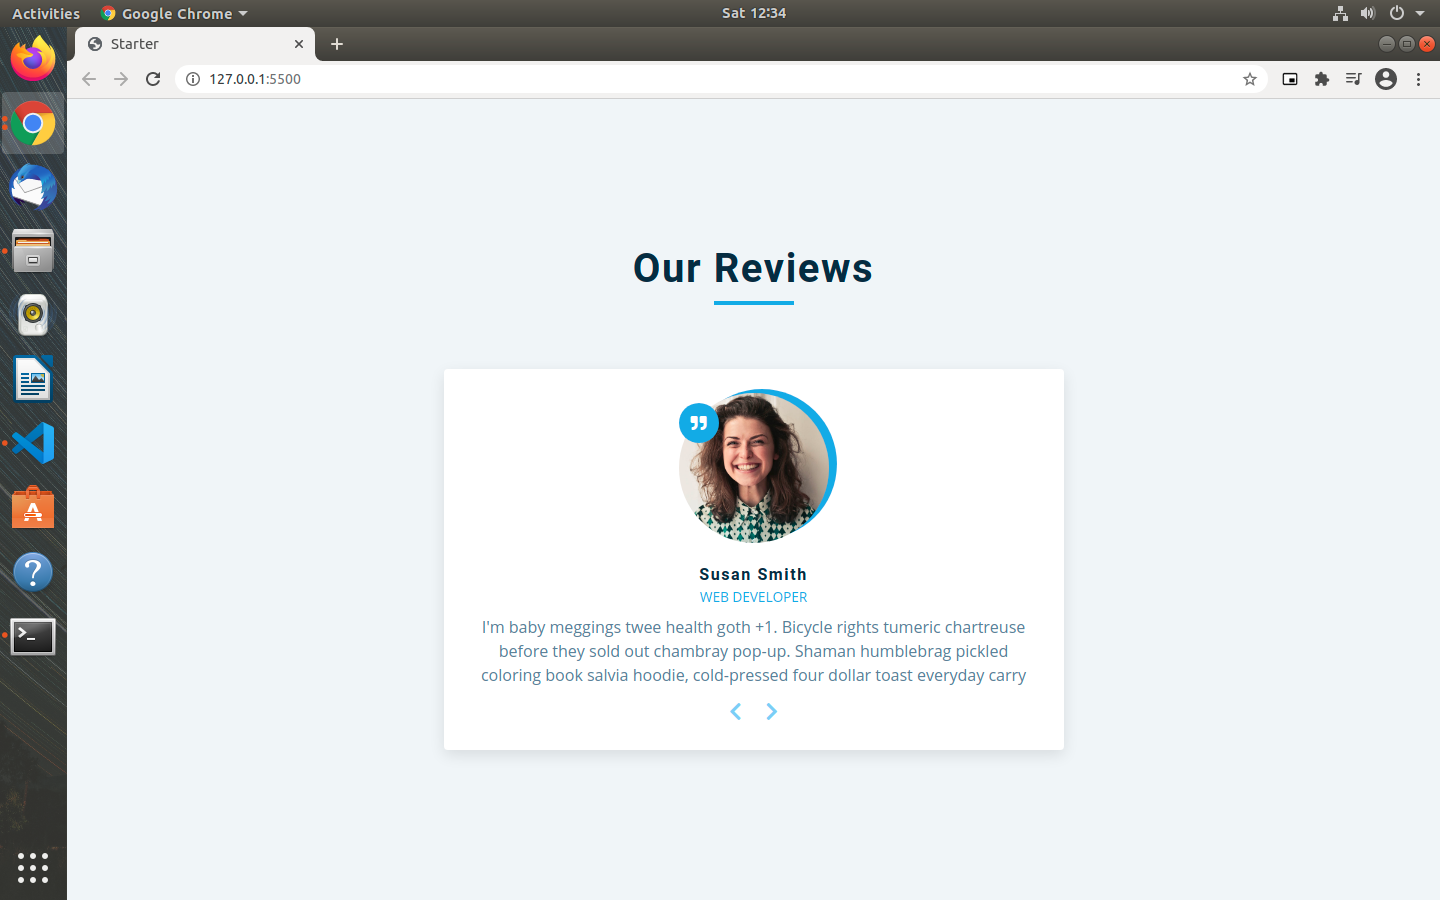 Activities
Google Chrome
Sat 12:34
Starter
127.0.0.1:5500
Our Reviews
Susan Smith
WEB DEVELOPER
I'm baby meggings twee health goth +1. Bicycle rights tumeric chartreuse
before they sold out chambray pop-up. Shaman humblebrag pickled
coloring book salvia hoodie, cold-pressed four dollar toast everyday carry